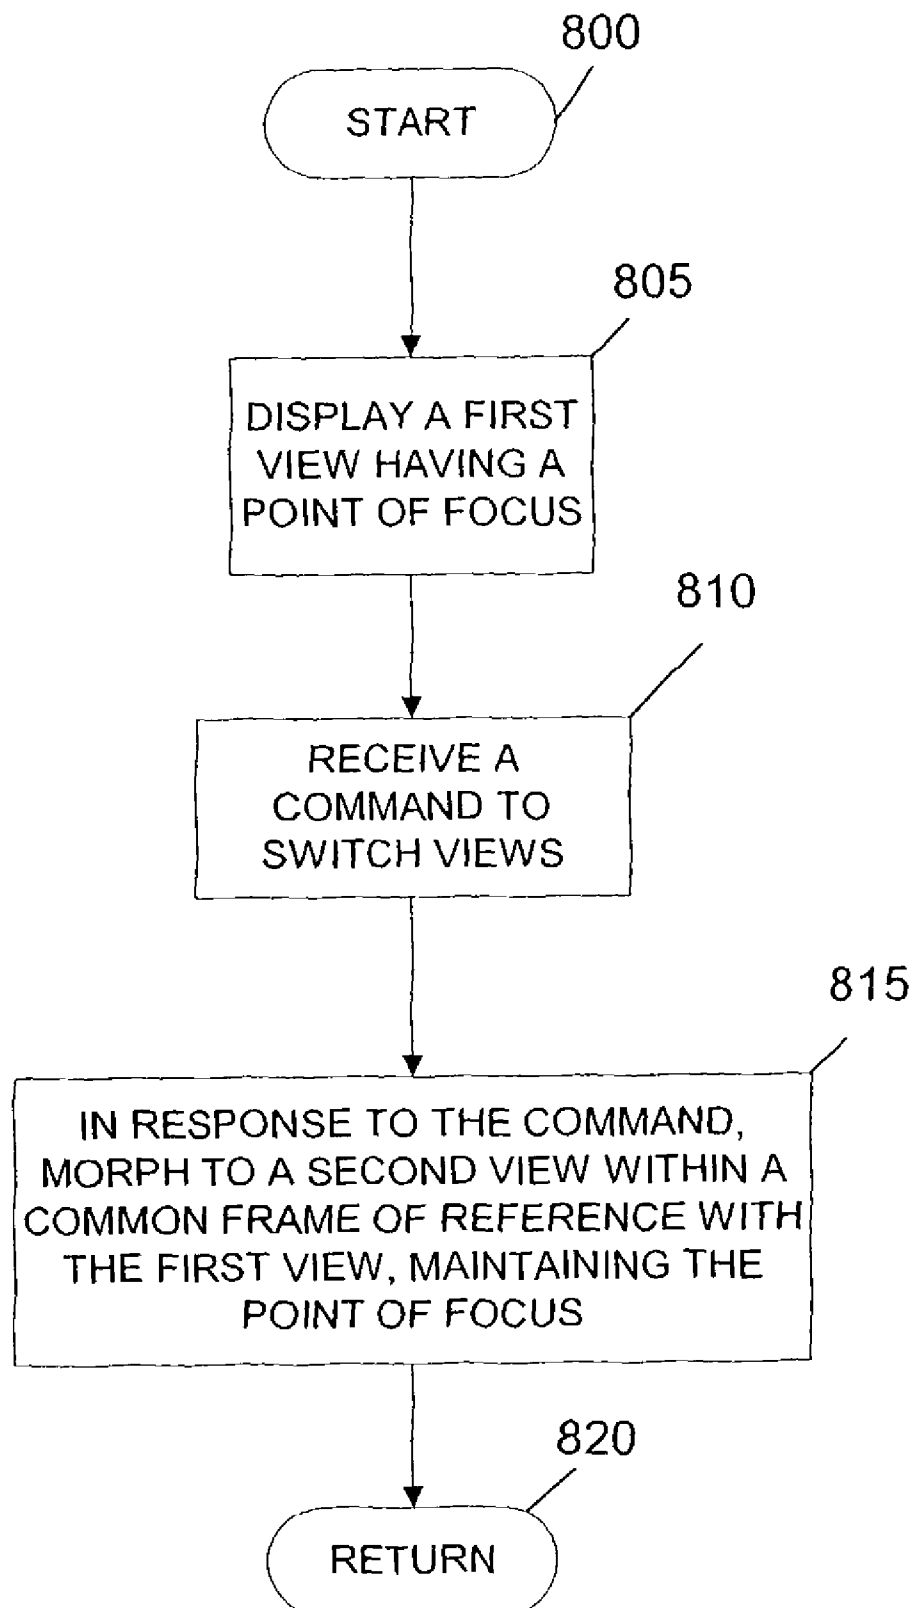 800
START
805
DISPLAY A FIRST
VIEW HAVING A
POINT OF FOCUS
810
RECEIVE A
COMMAND TO
SWITCH VIEWS
815
IN RESPONSE TO THE COMMAND,
MORPH TO A SECOND VIEW WITHIN A
COMMON FRAME OF REFERENCE WITH
THE FIRST VIEW, MAINTAINING THE
POINT OF FOCUS
820
RETURN